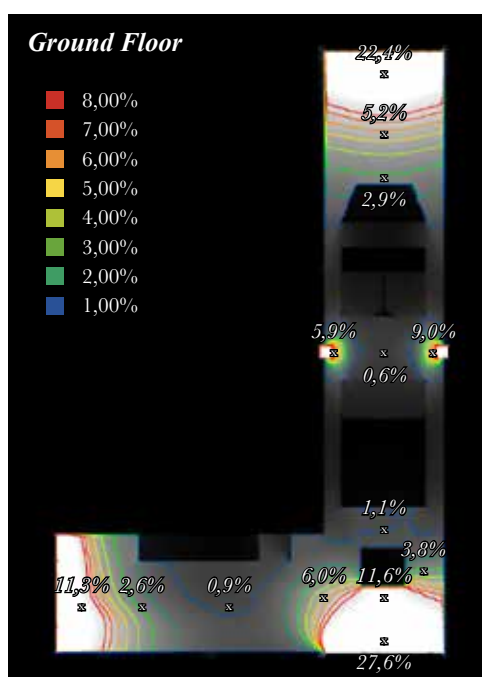 Ground Floor
8,00%
7,00%
6,00%
5,00%
4,00%
3,00%
2,00%
1,00%
22,4%
x
5,2%
x
x
2,9%
5,9% 9,0%
x x x
0,6%
1,1%
x
3,8%
x
11,3% 2,6% 0,9% 6,0% 11,6%
x x x x x
x
27,6%